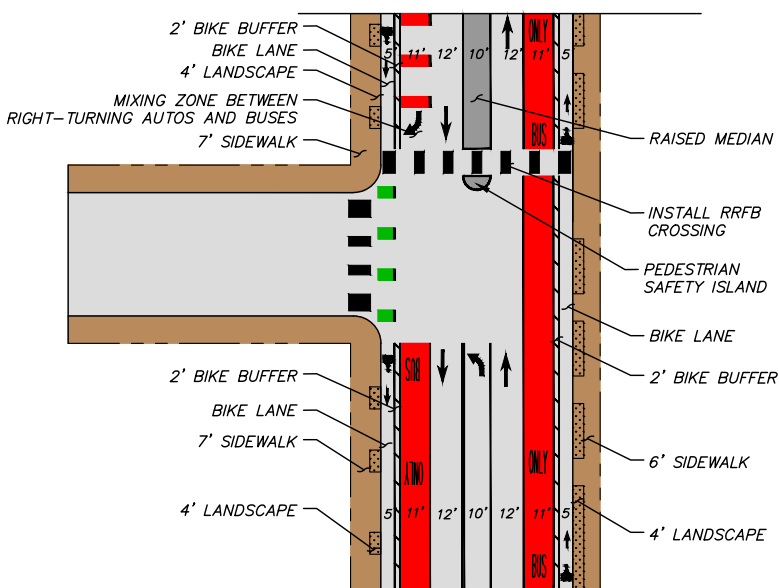 2' BIKE BUFFER
BIKE LANE
4' LANDSCAPE
MIXING ZONE BETWEEN
RIGHT-TURNING AUTOS AND BUSES
7' SIDEWALK
5' 11' 12' 10' 12' 11' 5
ONLY
BUS
RAISED MEDIAN
INSTALL RRFB
CROSSING
PEDESTRIAN
SAFETY ISLAND
BIKE LANE
2' BIKE BUFFER
6' SIDEWALK
4' LANDSCAPE
2' BIKE BUFFER
BIKE LANE
7' SIDEWALK
4' LANDSCAPE
BUS
ONLY
ONLY
BUS
5' 11' 12' 10' 12' 11' 5